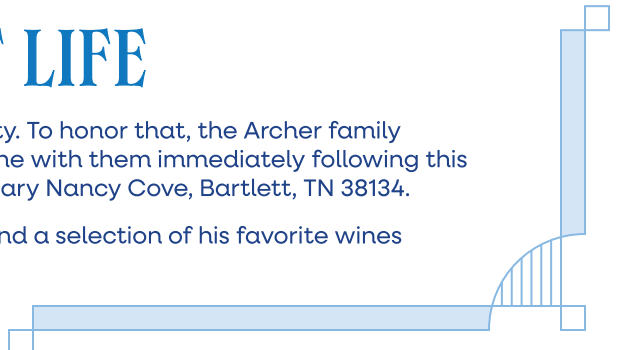 LIFE
ty. To honor that, the Archer family
ne with them immediately following this
ary Nancy Cove, Bartlett, TN 38134.
nd a selection of his favorite wines